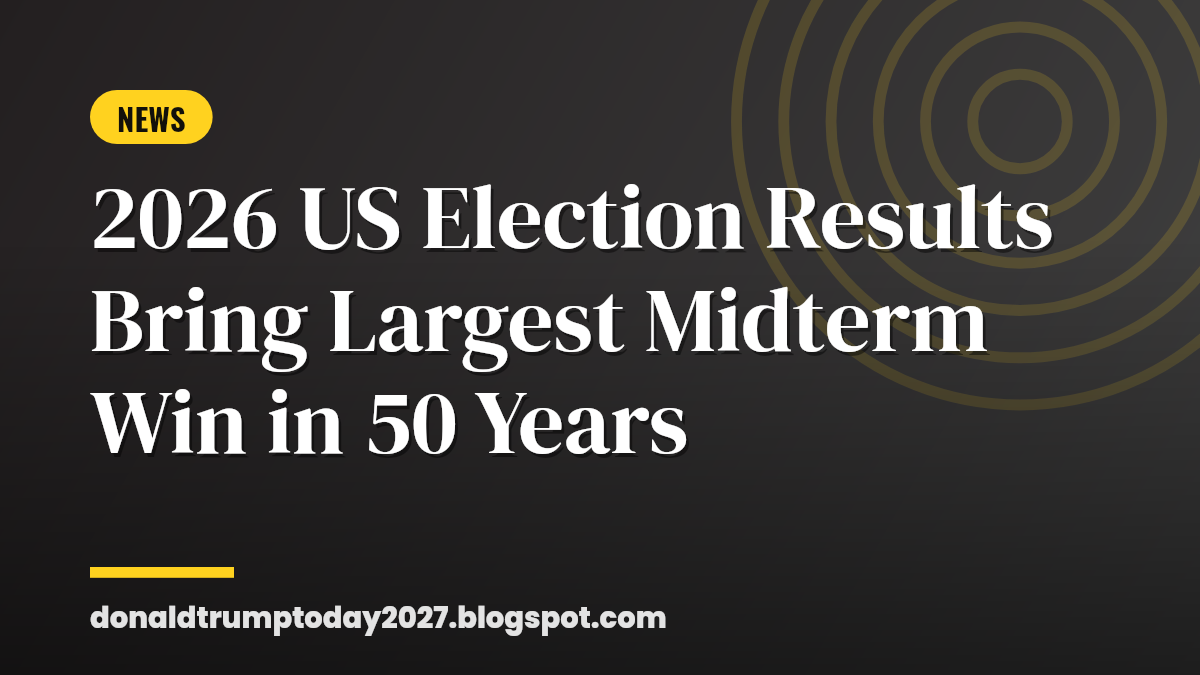 NEWS
2026 US Election Results
Bring Largest Midterm
Win in 50 Years
donaldtrumptoday2027.blogspot.com